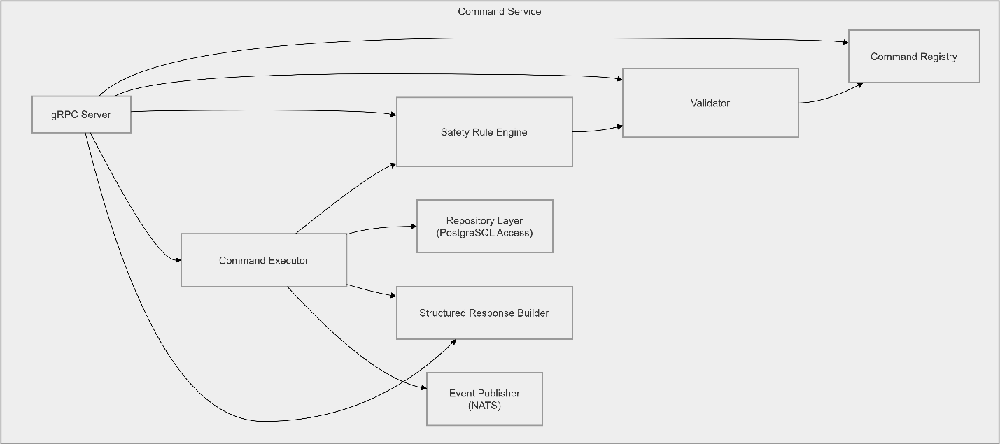 Command Service
Command Registry
Validator
gRPC Server
Safety Rule Engine
Repository Layer
(PostgreSQL Access)
Command Executor
Structured Response Builder
Event Publisher
(NATS)